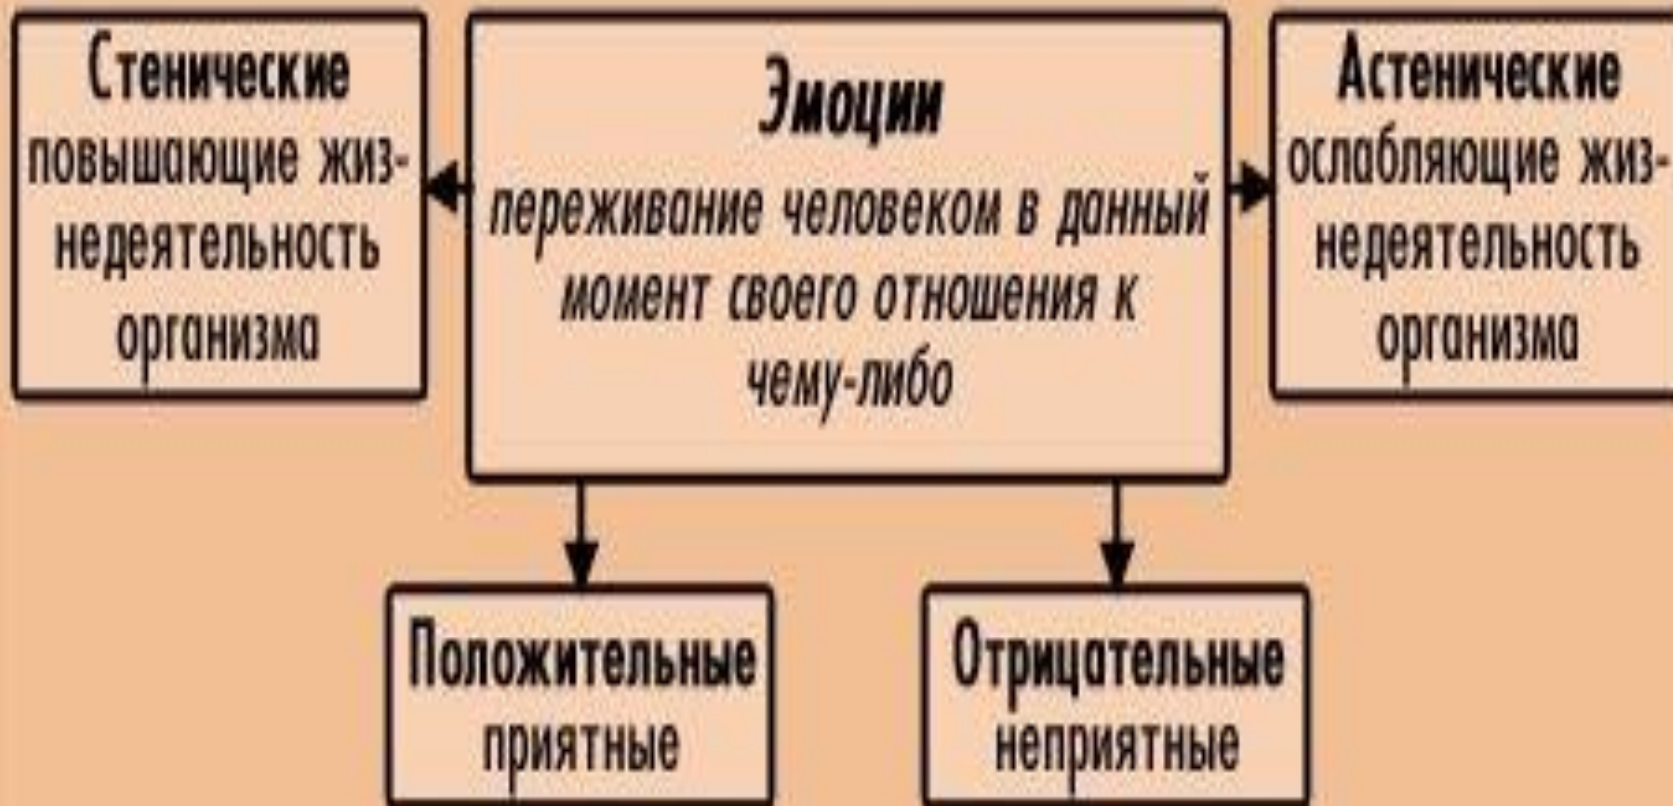 Стенические
повышающие жиз-
недеятельность
организма
Эмоции
переживание человеком в данный
момент своего отношения к
чему-либо
Астенические
ослабляющие жиз-
недеятельность
организма
Положительные
приятные
Отрицательные
неприятные